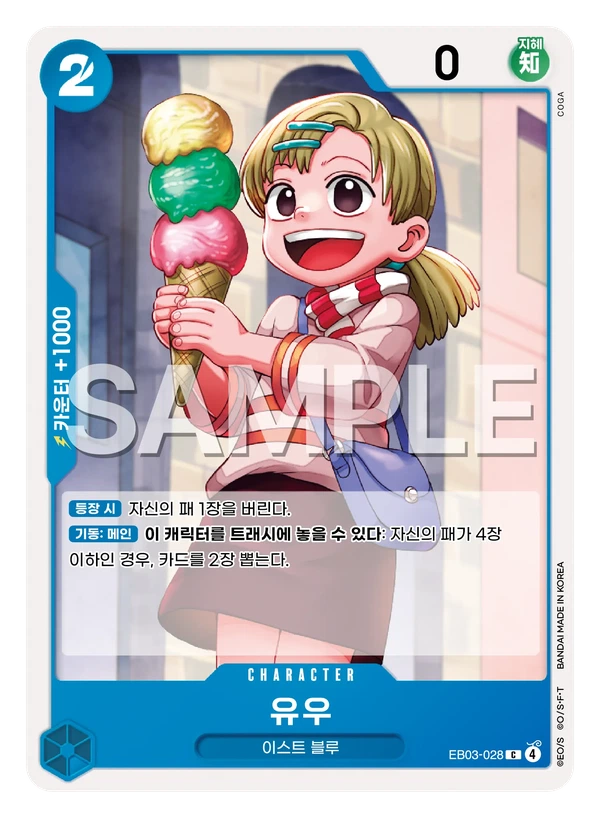 2
0
지혜
知
COGA
⚡카운터 +1000
SAMPLE
등장 시 자신의 패 1장을 버린다.
기동: 메인 이 캐릭터를 트래시에 놓을 수 있다: 자신의 패가 4장
이하인 경우, 카드를 2장 뽑는다.
CHARACTER
유우
이스트 블루
EB03-028 C 4
©EO/S ©O/S·F·T BANDAI MADE IN KOREA